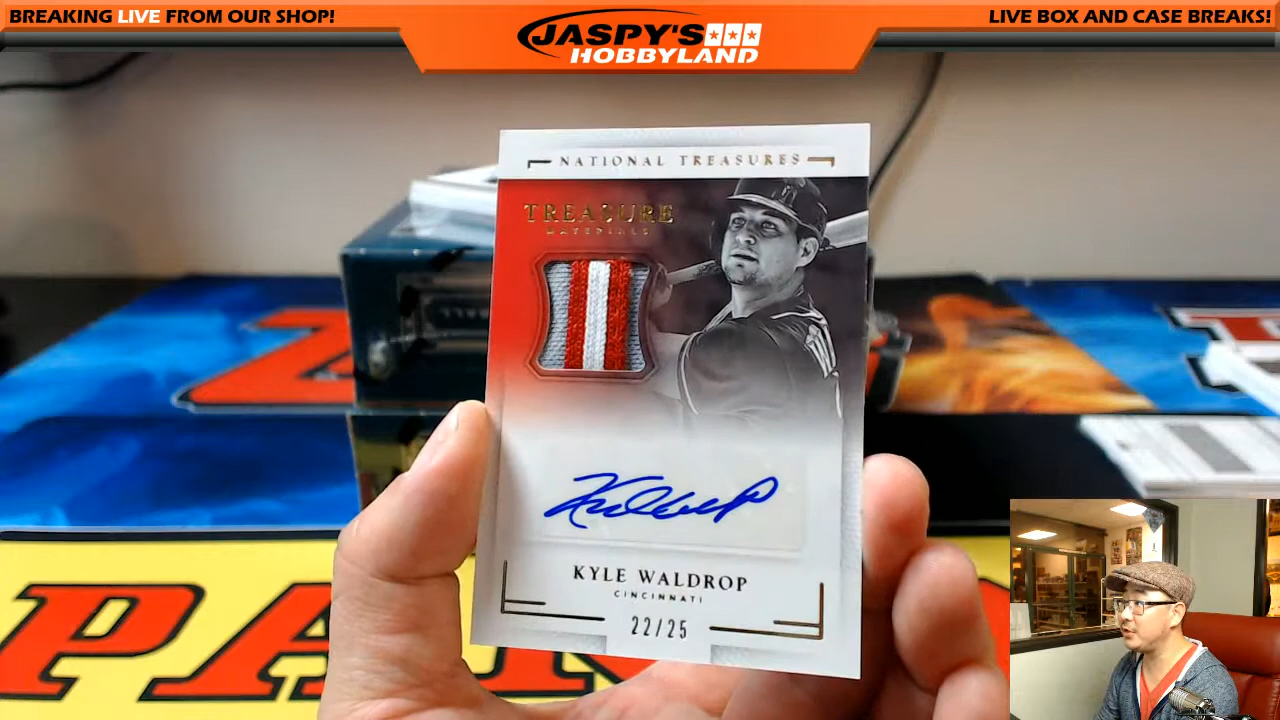 BREAKING LIVE FROM OUR SHOP!
JASPY'S
HOBBYLAND
LIVE BOX AND CASE BREAKS!
NATIONAL TREASURES
TREASURE
MATERIALS
KYLE WALDROP
CINCINNATI
22/25
PA